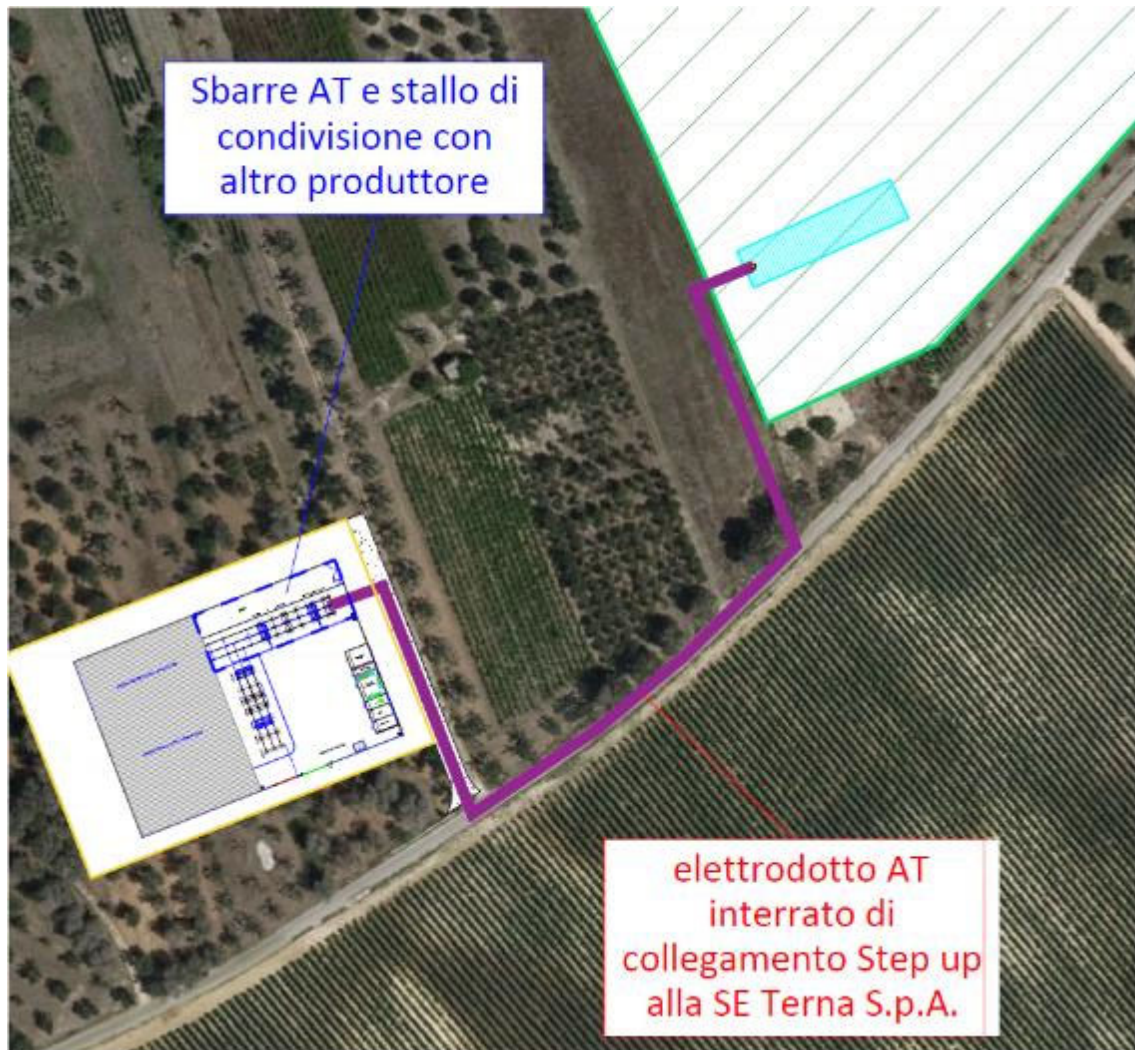 Sbarre AT e stallo di
condivisione con
altro produttore
elettrodotto AT
interrato di
collegamento Step up
alla SE Terna S.p.A.